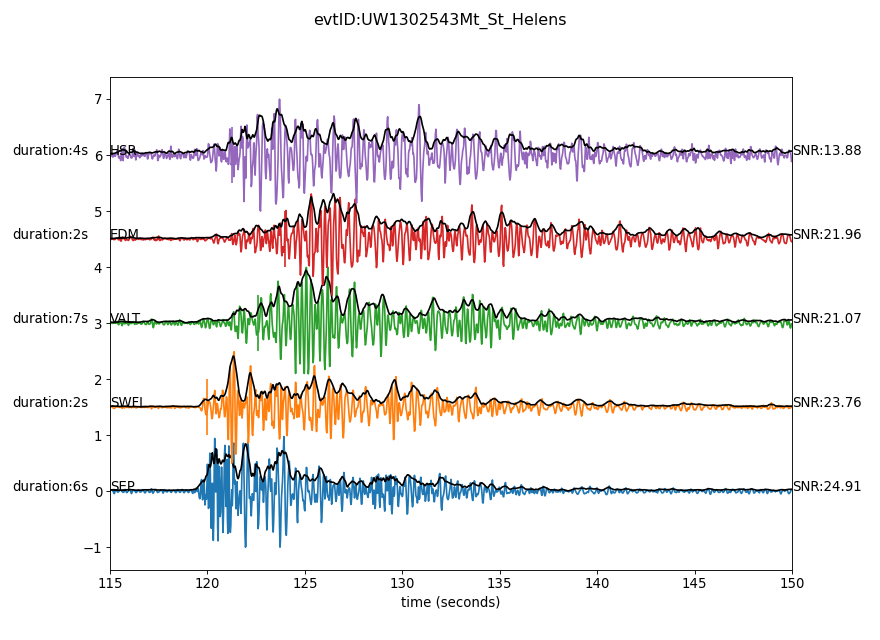 evtID:UW1302543Mt_St_Helens
7
duration:4s HSR 6 SNR:13.88
5
duration:2s EDM SNR:21.96
4
duration:7s VALT 3 SNR:21.07
2
duration:2s SWFL SNR:23.76
1
duration:6s SEP 0 SNR:24.91
−1
115 120 125 130 135 140 145 150
time (seconds)